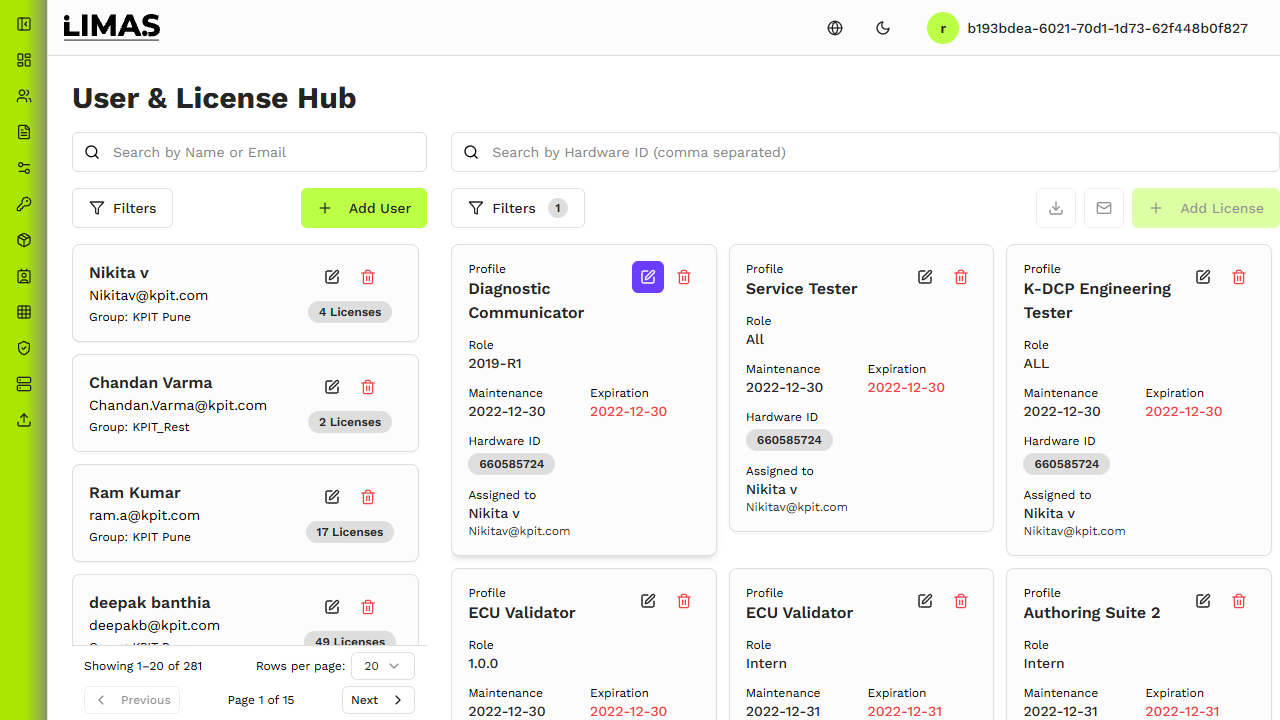 LIMAS
r
b193bdea-6021-70d1-1d73-62f448b0f827
User & License Hub
Search by Name or Email
Filters
Add User
Nikita v
Nikitav@kpit.com
Group: KPIT Pune
4 Licenses
Chandan Varma
Chandan.Varma@kpit.com
Group: KPIT_Rest
2 Licenses
Ram Kumar
ram.a@kpit.com
Group: KPIT Pune
17 Licenses
deepak banthia
deepakb@kpit.com
49 Licenses
Showing 1–20 of 281
Rows per page:
20
Previous
Page 1 of 15
Next
Search by Hardware ID (comma separated)
Filters
1
Add License
Profile
Diagnostic
Communicator
Role
2019-R1
Maintenance
Expiration
2022-12-30
2022-12-30
Hardware ID
660585724
Assigned to
Nikita v
Nikitav@kpit.com
Profile
Service Tester
Role
All
Maintenance
Expiration
2022-12-30
2022-12-30
Hardware ID
660585724
Assigned to
Nikita v
Nikitav@kpit.com
Profile
K-DCP Engineering
Tester
Role
ALL
Maintenance
Expiration
2022-12-30
2022-12-30
Hardware ID
660585724
Assigned to
Nikita v
Nikitav@kpit.com
Profile
ECU Validator
Role
1.0.0
Maintenance
Expiration
2022-12-30
2022-12-30
Profile
ECU Validator
Role
Intern
Maintenance
Expiration
2022-12-31
2022-12-31
Profile
Authoring Suite 2
Role
Intern
Maintenance
Expiration
2022-12-31
2022-12-31